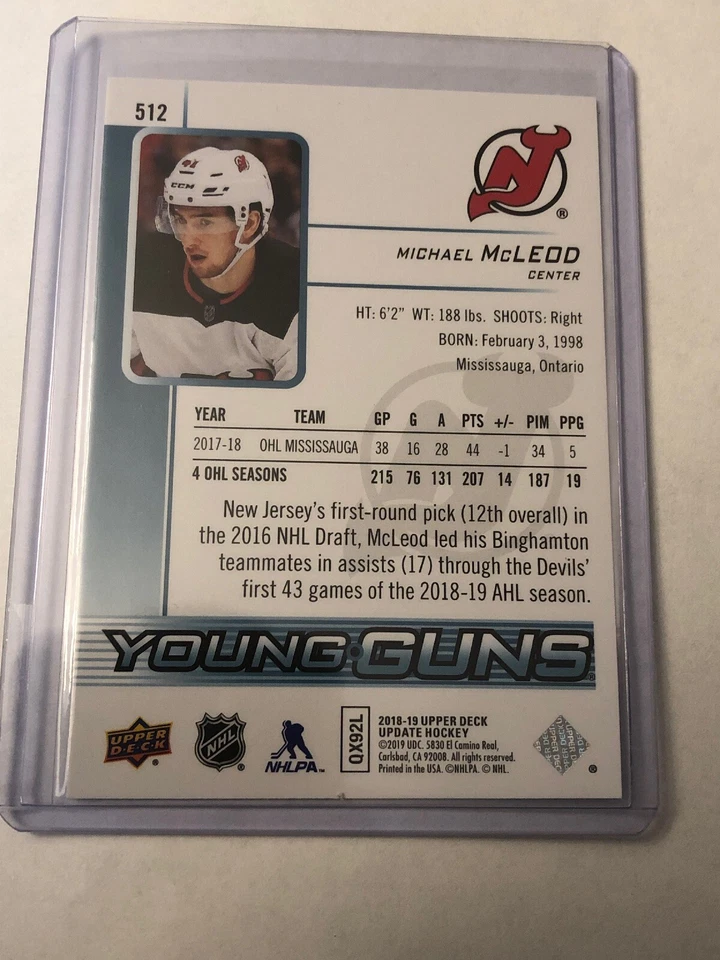 512
41
CCM
NJ
®
MICHAEL McLEOD
CENTER
HT: 6'2" WT: 188 lbs. SHOOTS: Right
BORN: February 3, 1998
Mississauga, Ontario
YEAR TEAM GP G A PTS +/- PIM PPG
2017-18 OHL MISSISSAUGA 38 16 28 44 -1 34 5
4 OHL SEASONS 215 76 131 207 14 187 19
New Jersey's first-round pick (12th overall) in
the 2016 NHL Draft, McLeod led his Binghamton
teammates in assists (17) through the Devils'
first 43 games of the 2018-19 AHL season.
YOUNG GUNS®
UPPER
D·E·C·K
®
NHL
®
NHLPA™
QX92L
2018-19 UPPER DECK
UPDATE HOCKEY
©2019 UDC. 5830 El Camino Real,
Carlsbad, CA 92008. All rights reserved.
Printed in the USA. ©NHLPA. © NHL.
UPPER DECK
®